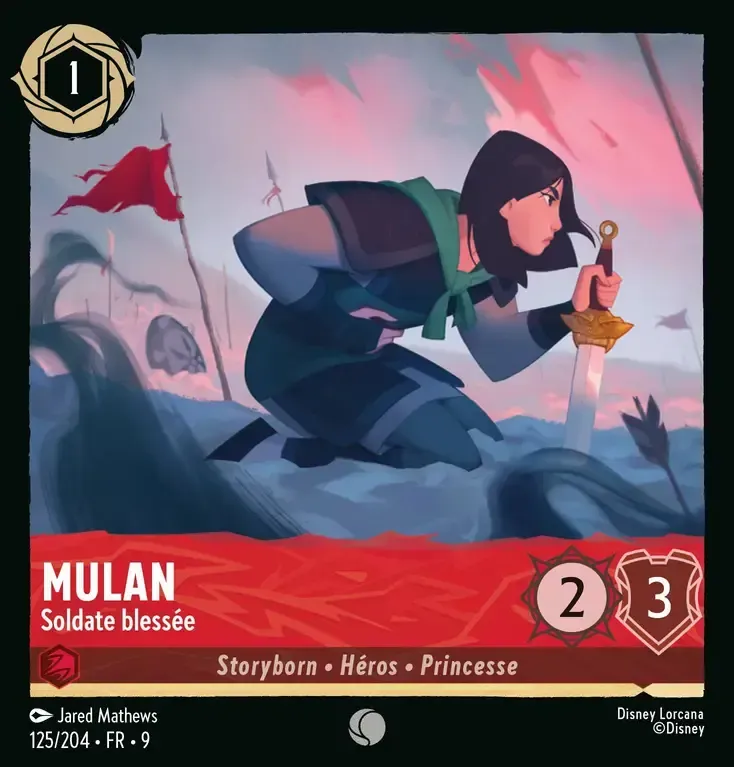 1
MULAN
Soldate blessée
2
3
Storyborn • Héros • Princesse
Jared Mathews
125/204 • FR • 9
Disney Lorcana
©Disney